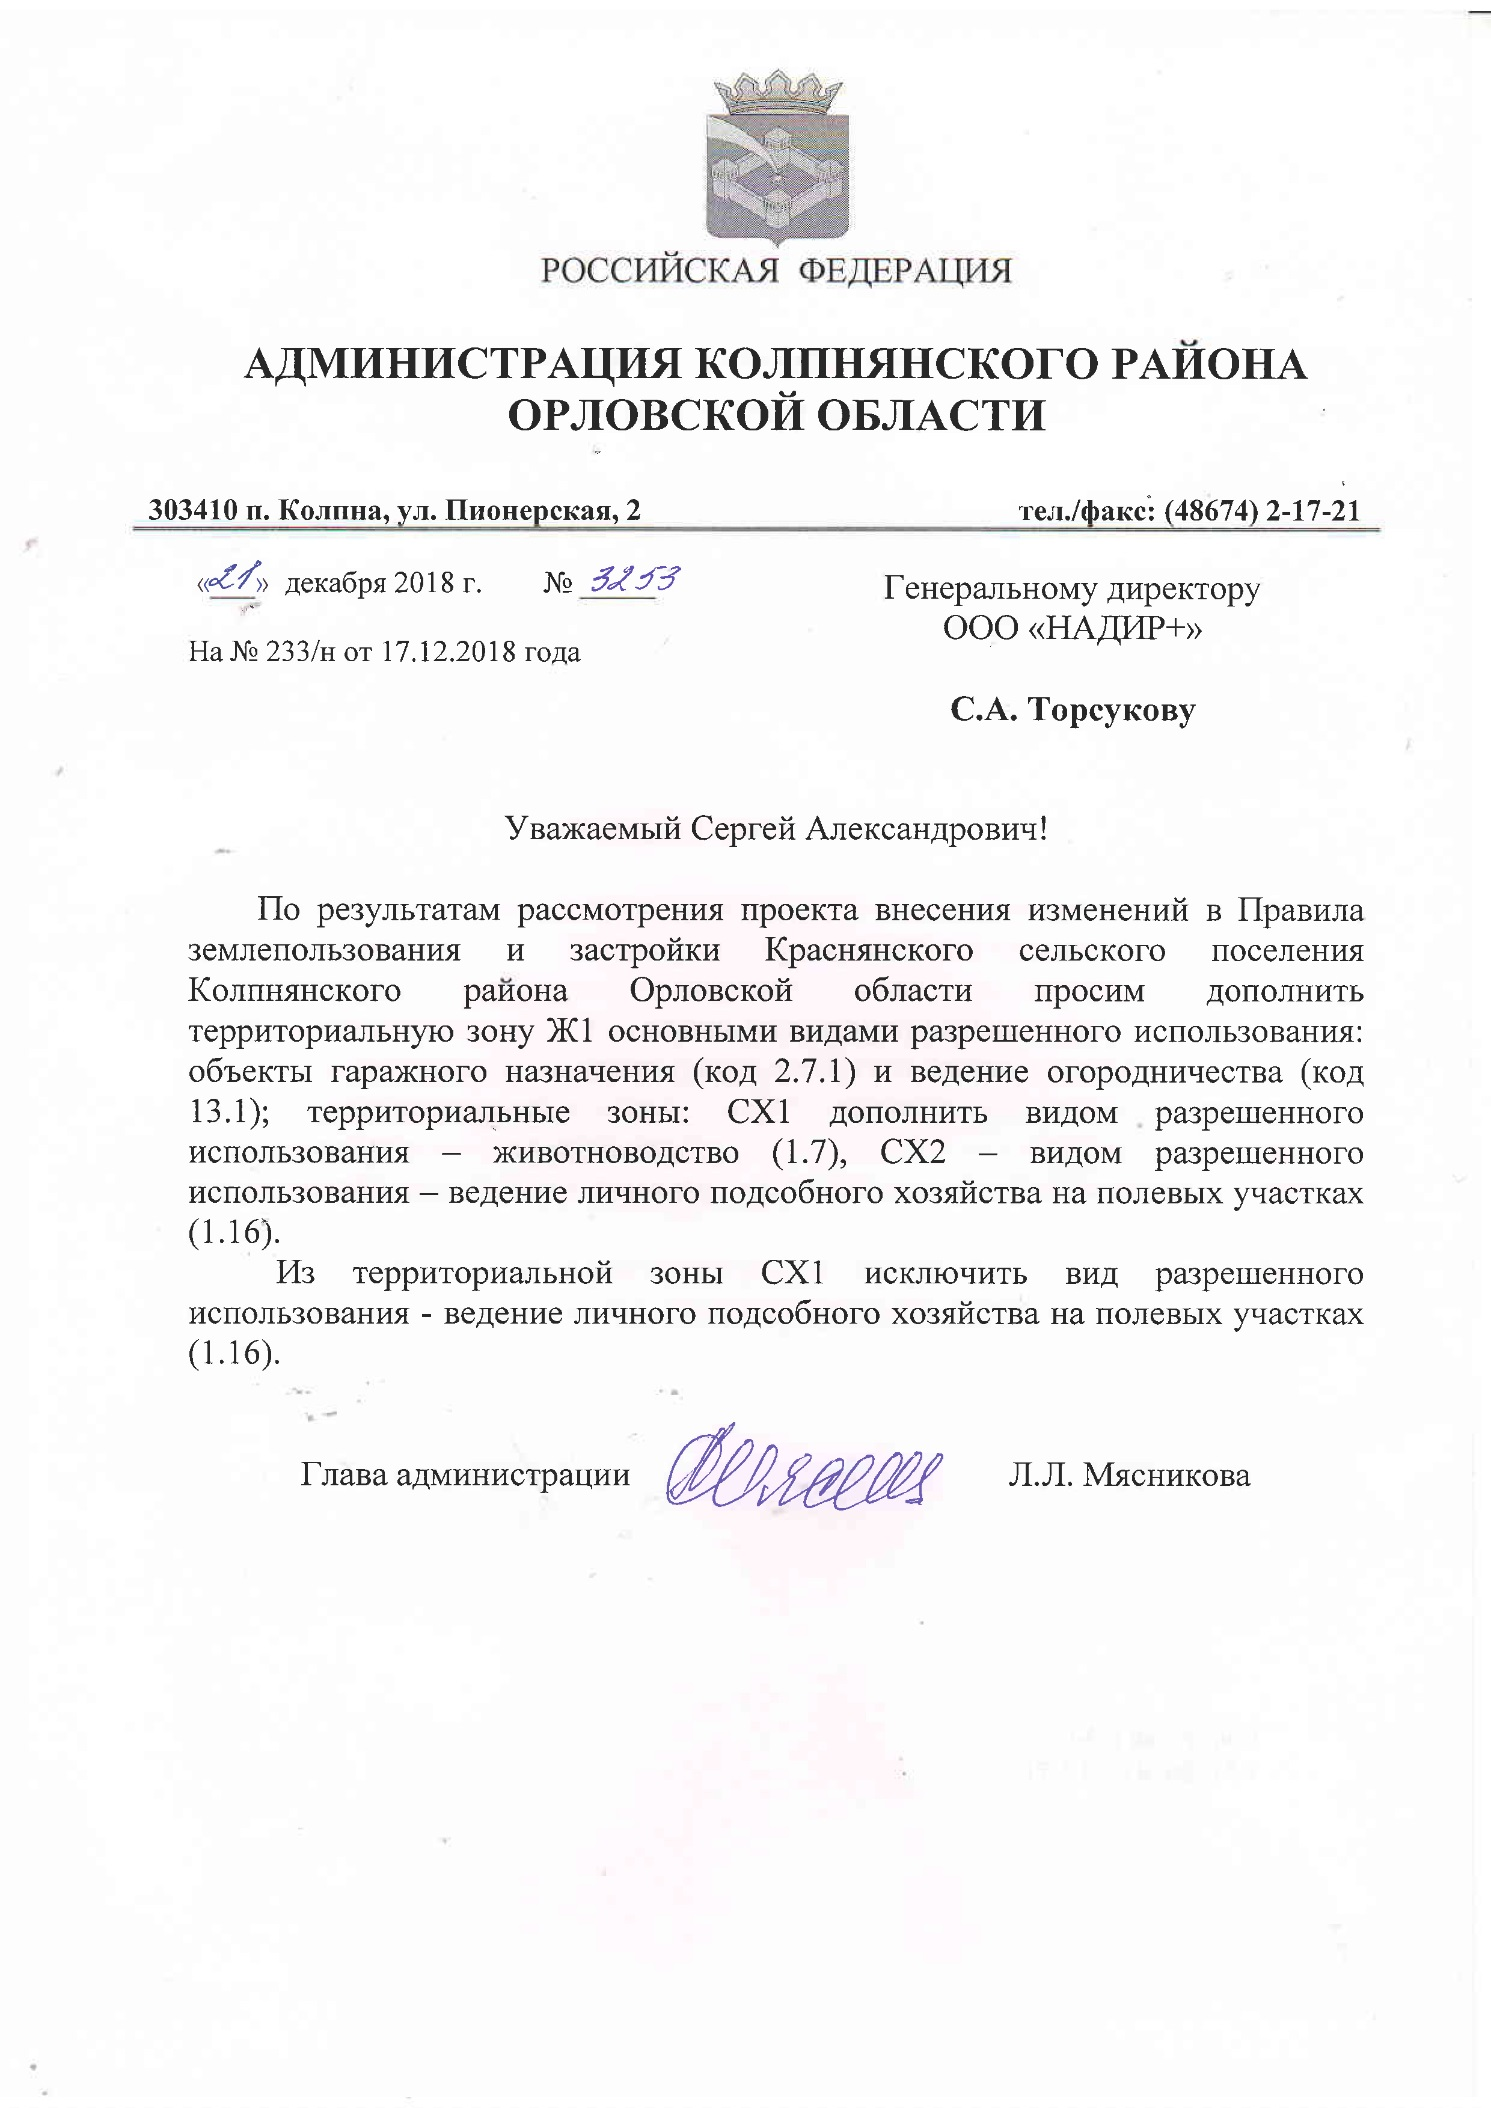 РОССИЙСКАЯ ФЕДЕРАЦИЯ
АДМИНИСТРАЦИЯ КОЛПНЯНСКОГО РАЙОНА
ОРЛОВСКОЙ ОБЛАСТИ
303410 п. Колпна, ул. Пионерская, 2 тел./факс: (48674) 2-17-21
«21» декабря 2018 г. № 3253
На № 233/н от 17.12.2018 года
Генеральному директору
ООО «НАДИР+»
С.А. Торсукову
Уважаемый Сергей Александрович!
По результатам рассмотрения проекта внесения изменений в Правила
землепользования и застройки Краснянского сельского поселения
Колпнянского района Орловской области просим дополнить
территориальную зону Ж1 основными видами разрешенного использования:
объекты гаражного назначения (код 2.7.1) и ведение огородничества (код
13.1); территориальные зоны: СХ1 дополнить видом разрешенного
использования – животноводство (1.7), СХ2 – видом разрешенного
использования – ведение личного подсобного хозяйства на полевых участках
(1.16).
Из территориальной зоны СХ1 исключить вид разрешенного
использования - ведение личного подсобного хозяйства на полевых участках
(1.16).
Глава администрации Л.Л. Мясникова